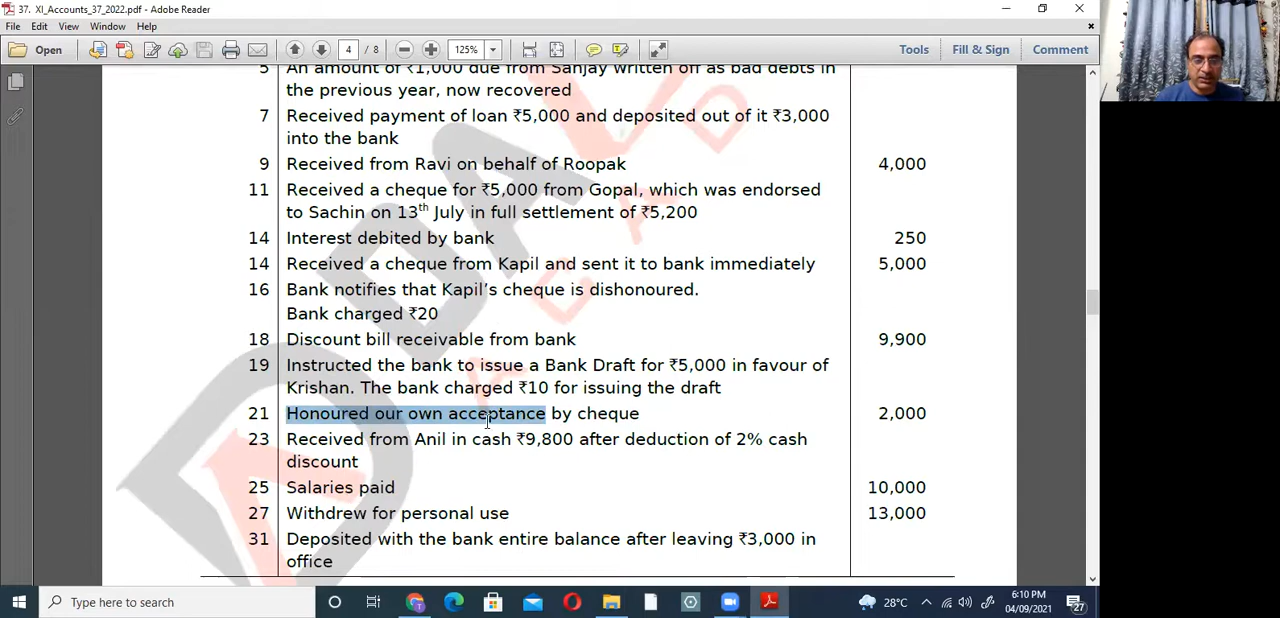 37. XI_Accounts_37_2022.pdf - Adobe Reader
File Edit View Window Help
Open 4 / 8 125% Tools Fill & Sign Comment
5 An amount of ₹1,000 due from Sanjay written off as bad debts in
the previous year, now recovered
7 Received payment of loan ₹5,000 and deposited out of it ₹3,000
into the bank
9 Received from Ravi on behalf of Roopak 4,000
11 Received a cheque for ₹5,000 from Gopal, which was endorsed
to Sachin on 13th July in full settlement of ₹5,200
14 Interest debited by bank 250
14 Received a cheque from Kapil and sent it to bank immediately 5,000
16 Bank notifies that Kapil's cheque is dishonoured.
Bank charged ₹20
18 Discount bill receivable from bank 9,900
19 Instructed the bank to issue a Bank Draft for ₹5,000 in favour of
Krishan. The bank charged ₹10 for issuing the draft
21 Honoured our own acceptance by cheque 2,000
23 Received from Anil in cash ₹9,800 after deduction of 2% cash
discount
25 Salaries paid 10,000
27 Withdrew for personal use 13,000
31 Deposited with the bank entire balance after leaving ₹3,000 in
office
Type here to search 28°C 6:10 PM
04/09/2021 27